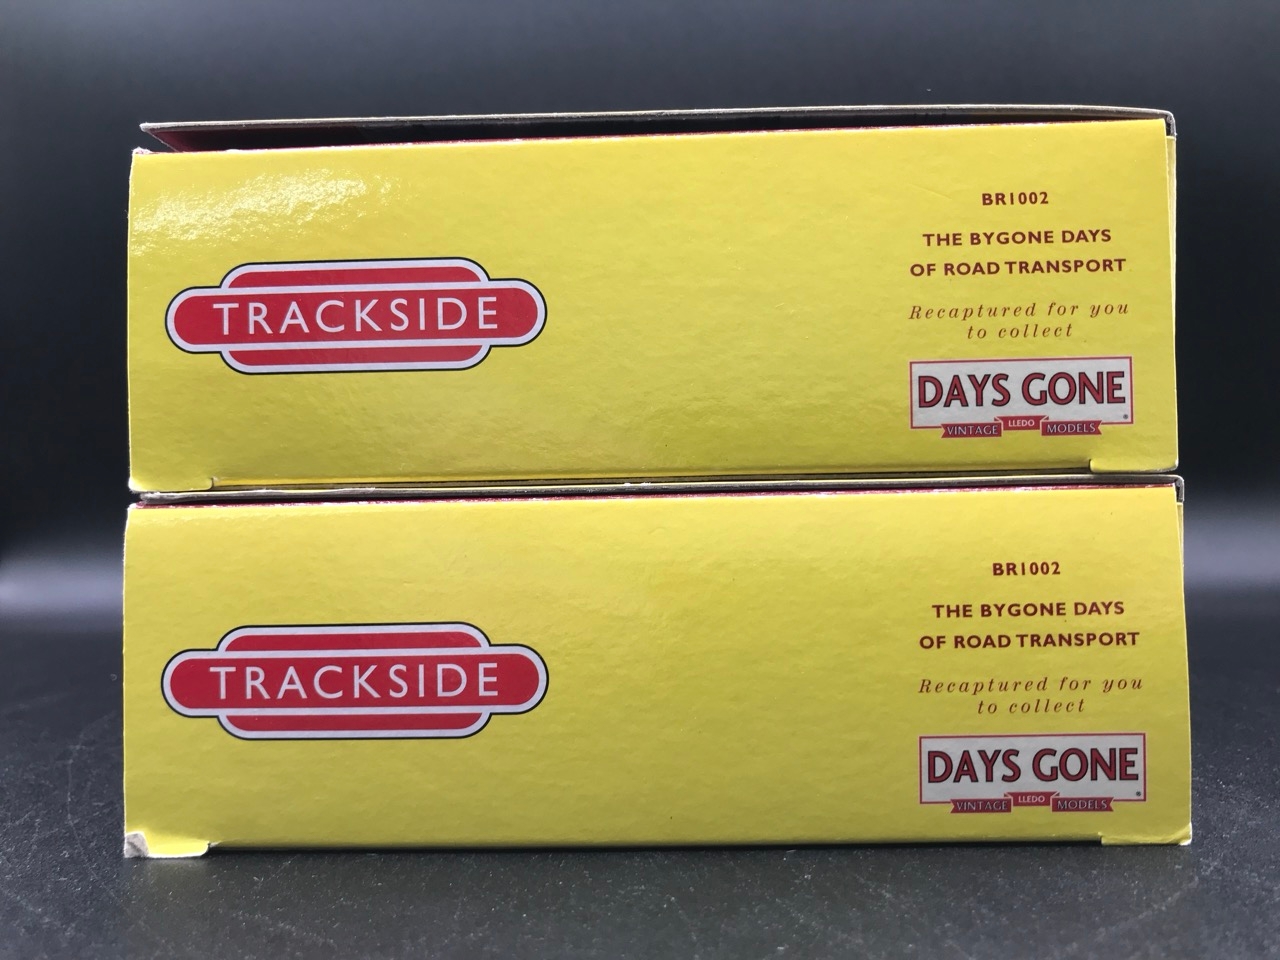 TRACKSIDE
BR1002
THE BYGONE DAYS
OF ROAD TRANSPORT
Recaptured for you
to collect
DAYS GONE
VINTAGE LLEDO MODELS
TRACKSIDE
BR1002
THE BYGONE DAYS
OF ROAD TRANSPORT
Recaptured for you
to collect
DAYS GONE
VINTAGE LLEDO MODELS